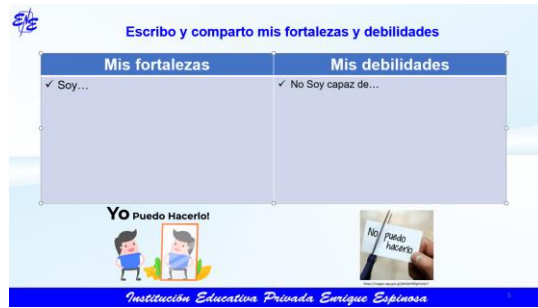 Escribo y comparto mis fortalezas y debilidades
Mis fortalezas
Mis debilidades
✓ Soy…
✓ No Soy capaz de…
Yo Puedo Hacerlo!
No puedo
hacerlo
Institución Educativa Privada Enrique Espinosa
5